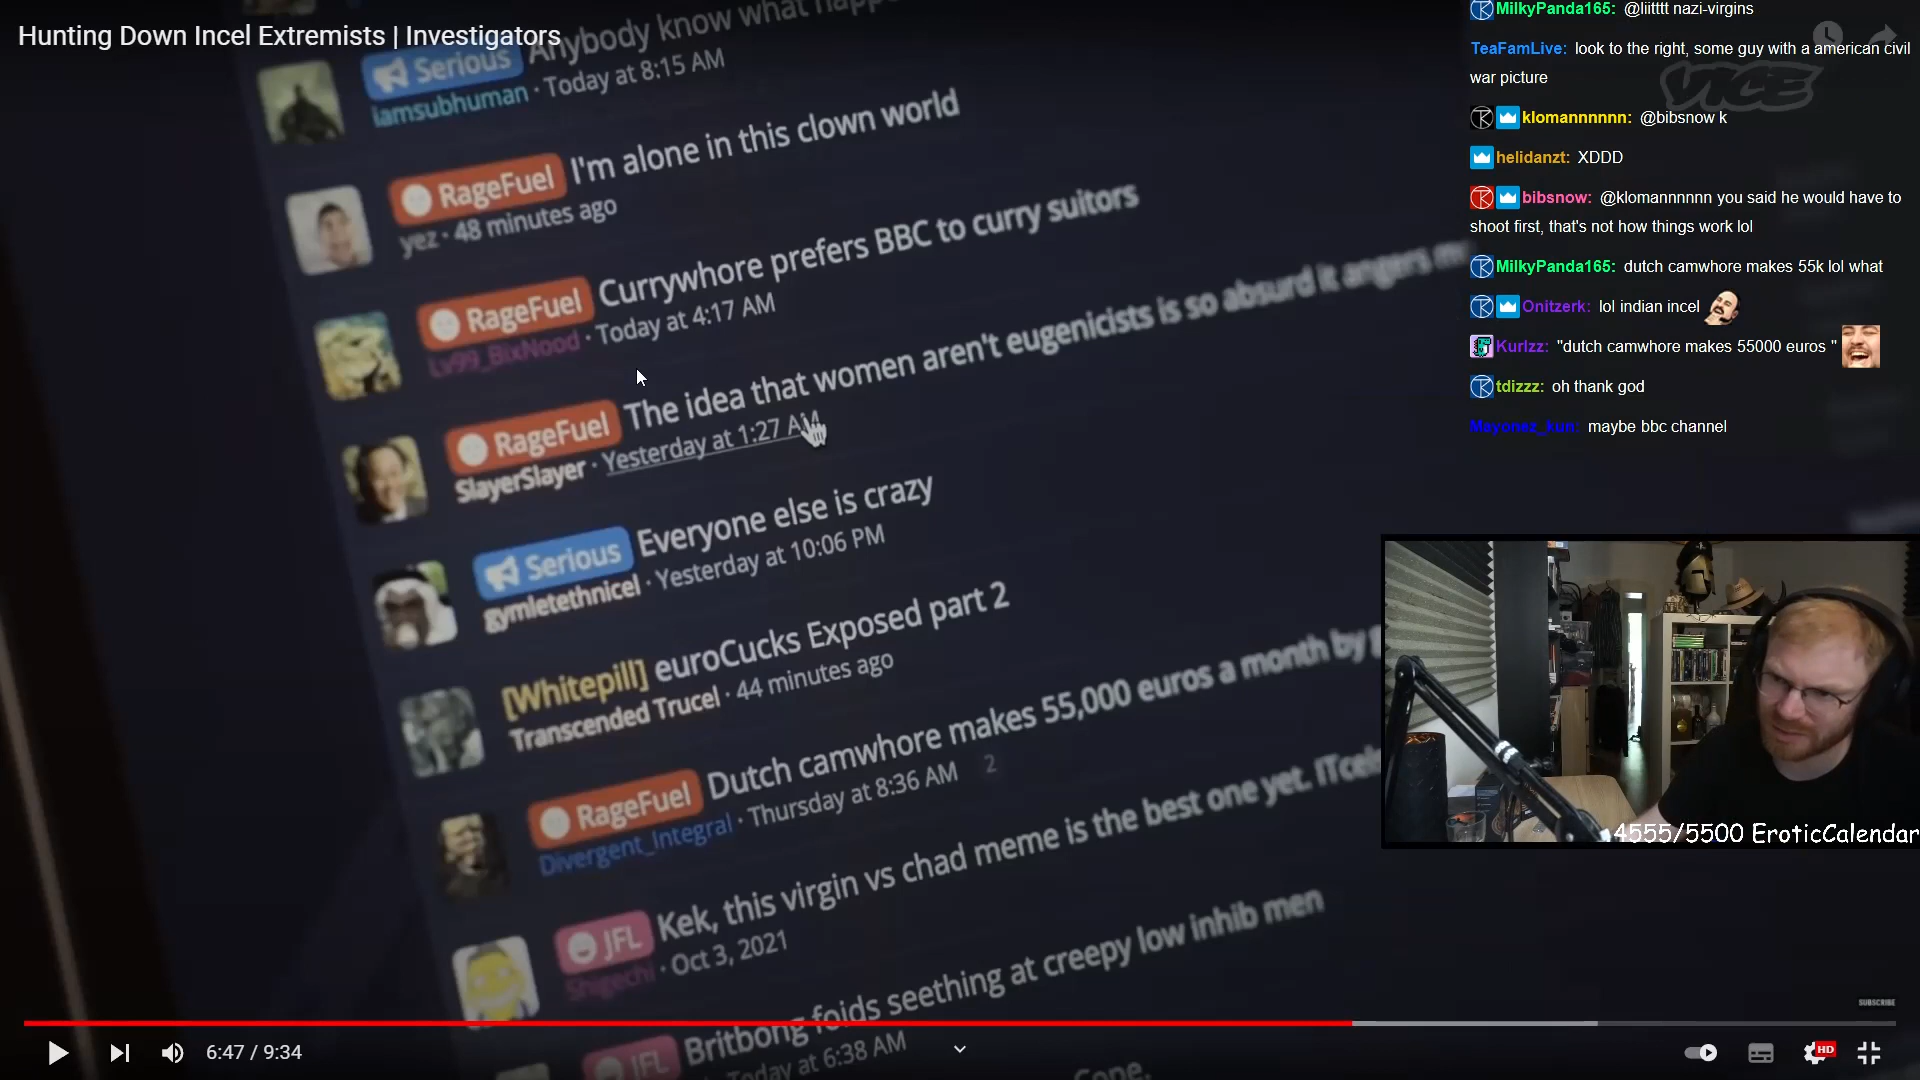 Hunting Down Incel Extremists | Investigators
Serious Anybody know what
iamsubhuman · Today at 8:15 AM
RageFuel I'm alone in this clown world
yez · 48 minutes ago
RageFuel Currywhore prefers BBC to curry suitors
Lv99_BixNood · Today at 4:17 AM
RageFuel The idea that women aren't eugenicists is so absurd it angers
SlayerSlayer · Yesterday at 1:27 AM
Serious Everyone else is crazy
gymletethnicel · Yesterday at 10:06 PM
[Whitepill] euroCucks Exposed part 2
Transcended Trucel · 44 minutes ago
RageFuel Dutch camwhore makes 55,000 euros a month by
Divergent_Integral · Thursday at 8:36 AM 2
JFL Kek, this virgin vs chad meme is the best one yet. ITcels
Shigechi · Oct 3, 2021
JFL Britbong foids seething at creepy low inhib men
Today at 6:38 AM
Cope.
6:47 / 9:34
VICE
MilkyPanda165: @liitttt nazi-virgins
TeaFamLive: look to the right, some guy with a american civil
war picture
klomannnnnn: @bibsnow k
helidanzt: XDDD
bibsnow: @klomannnnnn you said he would have to
shoot first, that's not how things work lol
MilkyPanda165: dutch camwhore makes 55k lol what
Onitzerk: lol indian incel
Kurlzz: "dutch camwhore makes 55000 euros "
tdizzz: oh thank god
Mayonez_kun: maybe bbc channel
4555/5500 EroticCalendar
SUBSCRIBE
HD